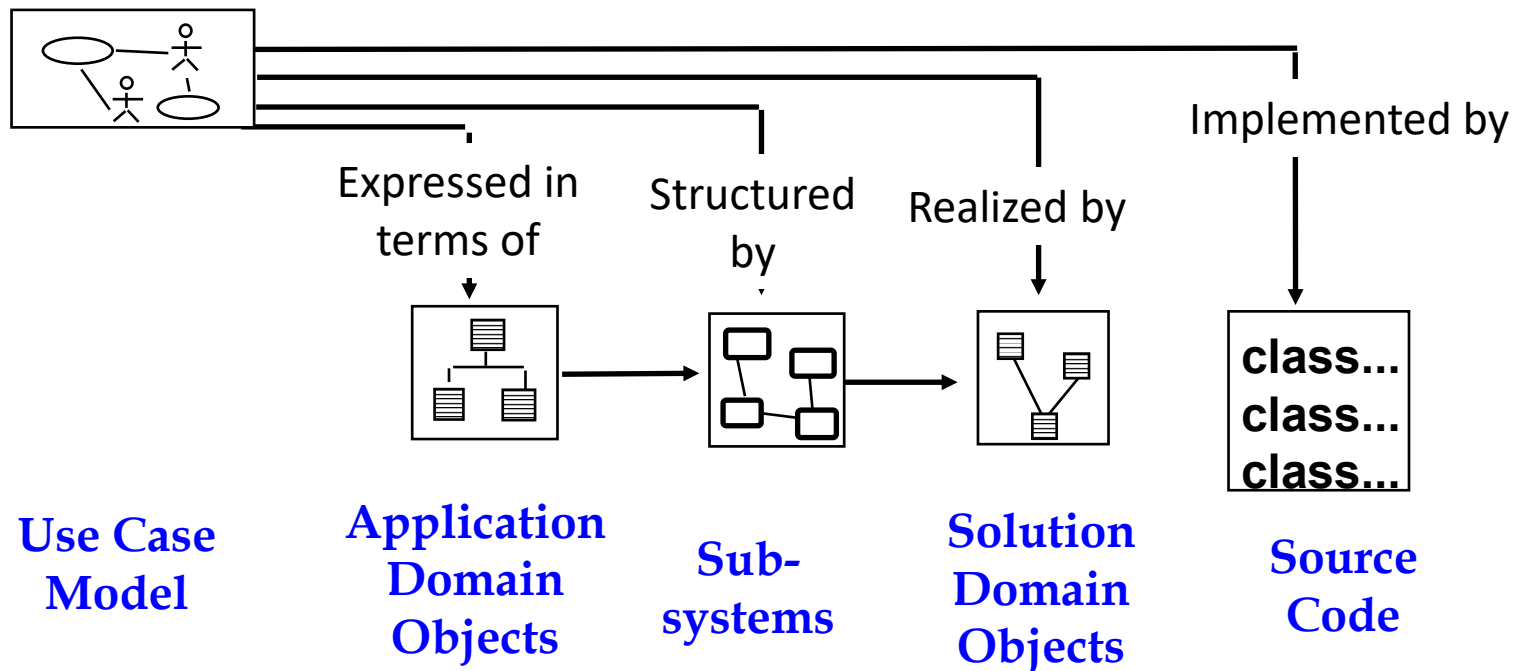 Implemented by
Expressed in
terms of
Structured
by
Realized by
class...
class...
class...
Use Case
Model
Application
Domain
Objects
Sub-
systems
Solution
Domain
Objects
Source
Code